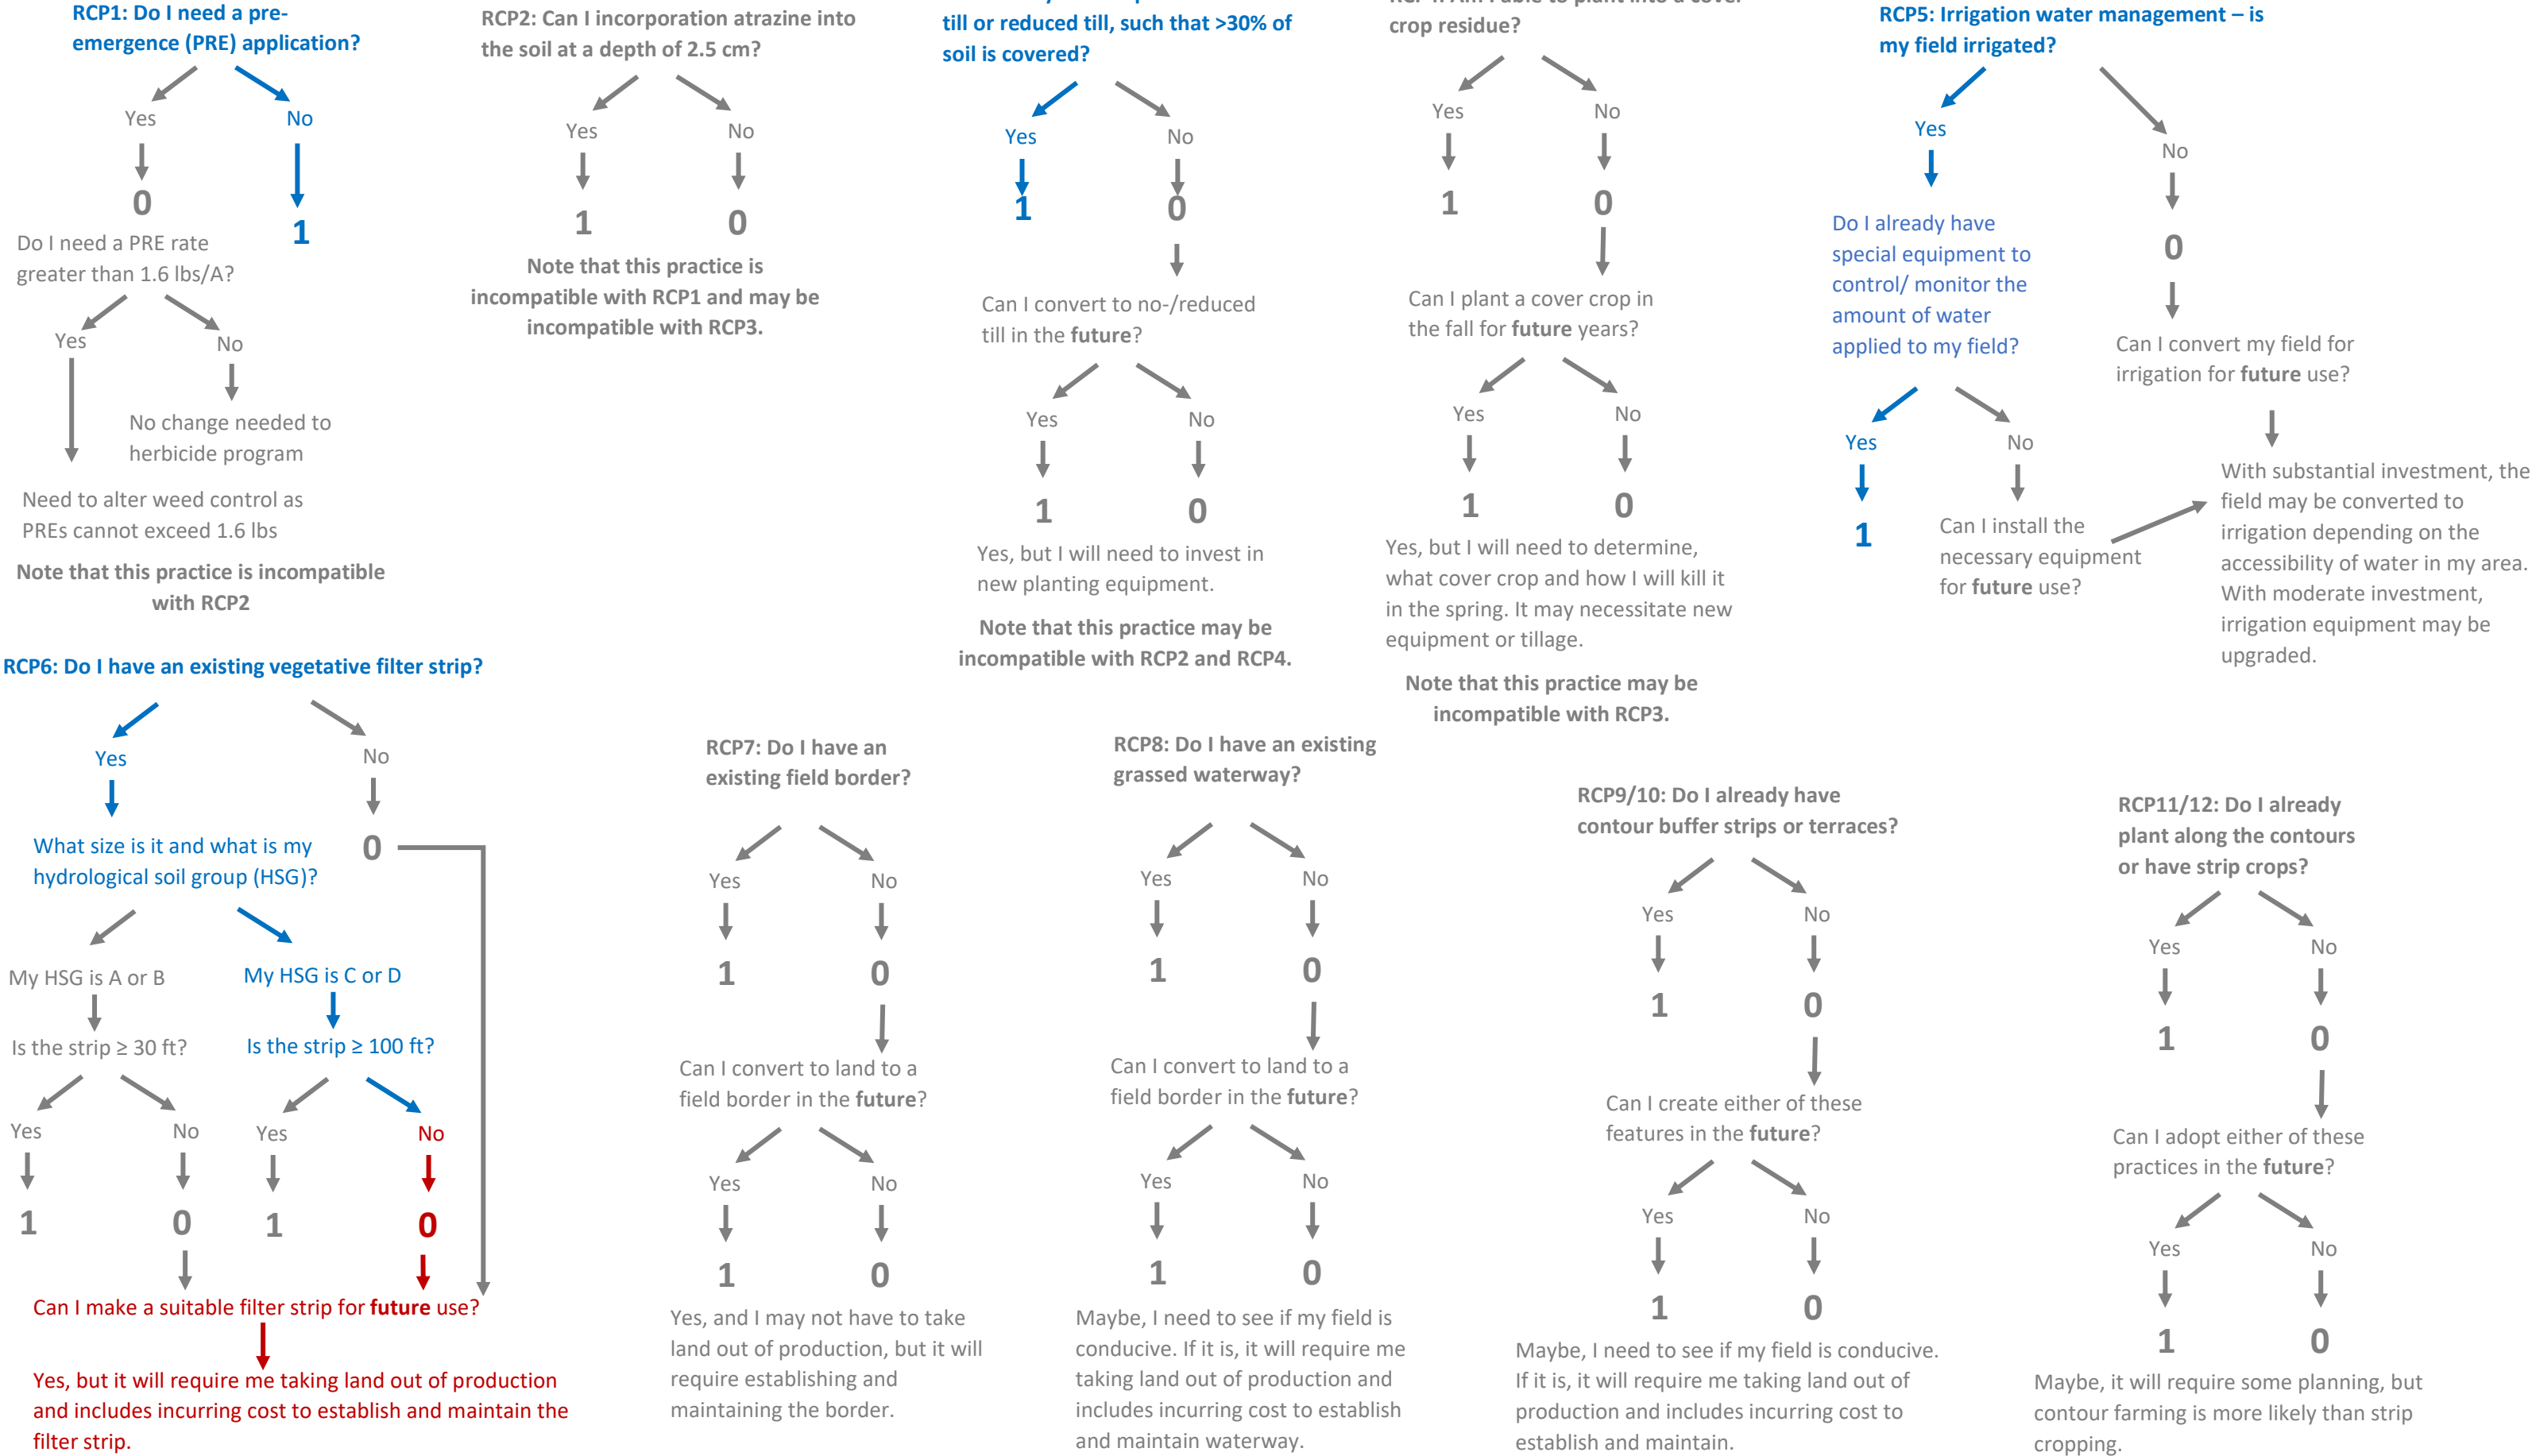 RCP1: Do I need a pre-
emergence (PRE) application?
Yes
No
0
1
Do I need a PRE rate
greater than 1.6 lbs/A?
Yes
No
No change needed to
herbicide program
Need to alter weed control as
PREs cannot exceed 1.6 lbs
Note that this practice is incompatible
with RCP2
RCP2: Can I incorporation atrazine into
the soil at a depth of 2.5 cm?
Yes
No
1
0
Note that this practice is
incompatible with RCP1 and may be
incompatible with RCP3.
till or reduced till, such that >30% of
soil is covered?
Yes
No
1
0
Can I convert to no-/reduced
till in the future?
Yes
No
1
0
Yes, but I will need to invest in
new planting equipment.
Note that this practice may be
incompatible with RCP2 and RCP4.
crop residue?
Yes
No
1
0
Can I plant a cover crop in
the fall for future years?
Yes
No
1
0
Yes, but I will need to determine,
what cover crop and how I will kill it
in the spring. It may necessitate new
equipment or tillage.
Note that this practice may be
incompatible with RCP3.
RCP5: Irrigation water management – is
my field irrigated?
Yes
No
Do I already have
special equipment to
control/ monitor the
amount of water
applied to my field?
0
Can I convert my field for
irrigation for future use?
Yes
No
1
Can I install the
necessary equipment
for future use?
With substantial investment, the
field may be converted to
irrigation depending on the
accessibility of water in my area.
With moderate investment,
irrigation equipment may be
upgraded.
RCP6: Do I have an existing vegetative filter strip?
Yes
No
What size is it and what is my
hydrological soil group (HSG)?
0
My HSG is A or B
My HSG is C or D
Is the strip ≥ 30 ft?
Is the strip ≥ 100 ft?
Yes
No
Yes
No
1
0
1
0
Can I make a suitable filter strip for future use?
Yes, but it will require me taking land out of production
and includes incurring cost to establish and maintain the
filter strip.
RCP7: Do I have an
existing field border?
Yes
No
1
0
Can I convert to land to a
field border in the future?
Yes
No
1
0
Yes, and I may not have to take
land out of production, but it will
require establishing and
maintaining the border.
RCP8: Do I have an existing
grassed waterway?
Yes
No
1
0
Can I convert to land to a
field border in the future?
Yes
No
1
0
Maybe, I need to see if my field is
conducive. If it is, it will require me
taking land out of production and
includes incurring cost to establish
and maintain waterway.
RCP9/10: Do I already have
contour buffer strips or terraces?
Yes
No
1
0
Can I create either of these
features in the future?
Yes
No
1
0
Maybe, I need to see if my field is conducive.
If it is, it will require me taking land out of
production and includes incurring cost to
establish and maintain.
RCP11/12: Do I already
plant along the contours
or have strip crops?
Yes
No
1
0
Can I adopt either of these
practices in the future?
Yes
No
1
0
Maybe, it will require some planning, but
contour farming is more likely than strip
cropping.